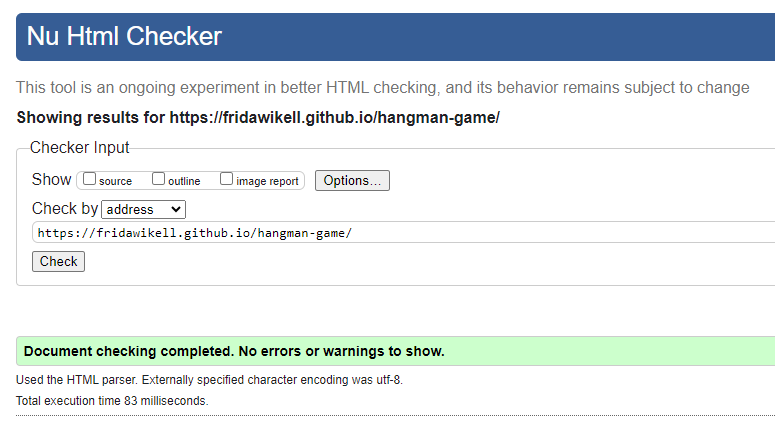 Nu Html Checker
This tool is an ongoing experiment in better HTML checking, and its behavior remains subject to change
Showing results for https://fridawikell.github.io/hangman-game/
Checker Input
Show source outline image report Options...
Check by address
https://fridawikell.github.io/hangman-game/
Check
Document checking completed. No errors or warnings to show.
Used the HTML parser. Externally specified character encoding was utf-8.
Total execution time 83 milliseconds.